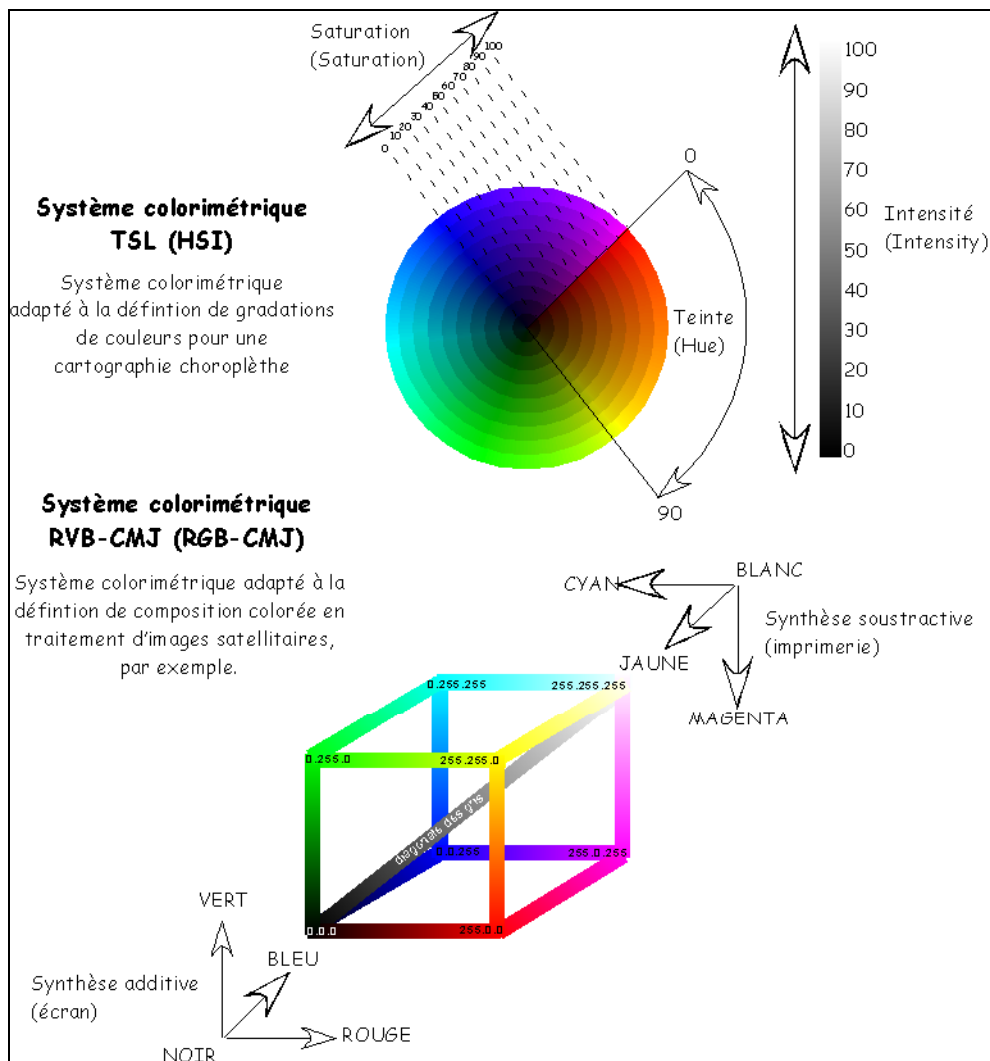 Saturation
(Saturation)
0 10 20 30 40 50 60 70 80 90 100
0
90
Teinte
(Hue)
100
90
80
70
60
50
40
30
20
10
0
Intensité
(Intensity)
Système colorimétrique
TSL (HSI)
Système colorimétrique
adapté à la défintion de gradations
de couleurs pour une
cartographie choroplèthe
Système colorimétrique
RVB-CMJ (RGB-CMJ)
Système colorimétrique adapté à la
défintion de composition colorée en
traitement d'images satellitaires,
par exemple.
CYAN
BLANC
JAUNE
MAGENTA
Synthèse soustractive
(imprimerie)
0.255.255
255.255.255
0.255.0
255.255.0
diagonale des gris
0.0.255
255.0.255
0.0.0
255.0.0
VERT
BLEU
Synthèse additive
(écran)
ROUGE
NOIR